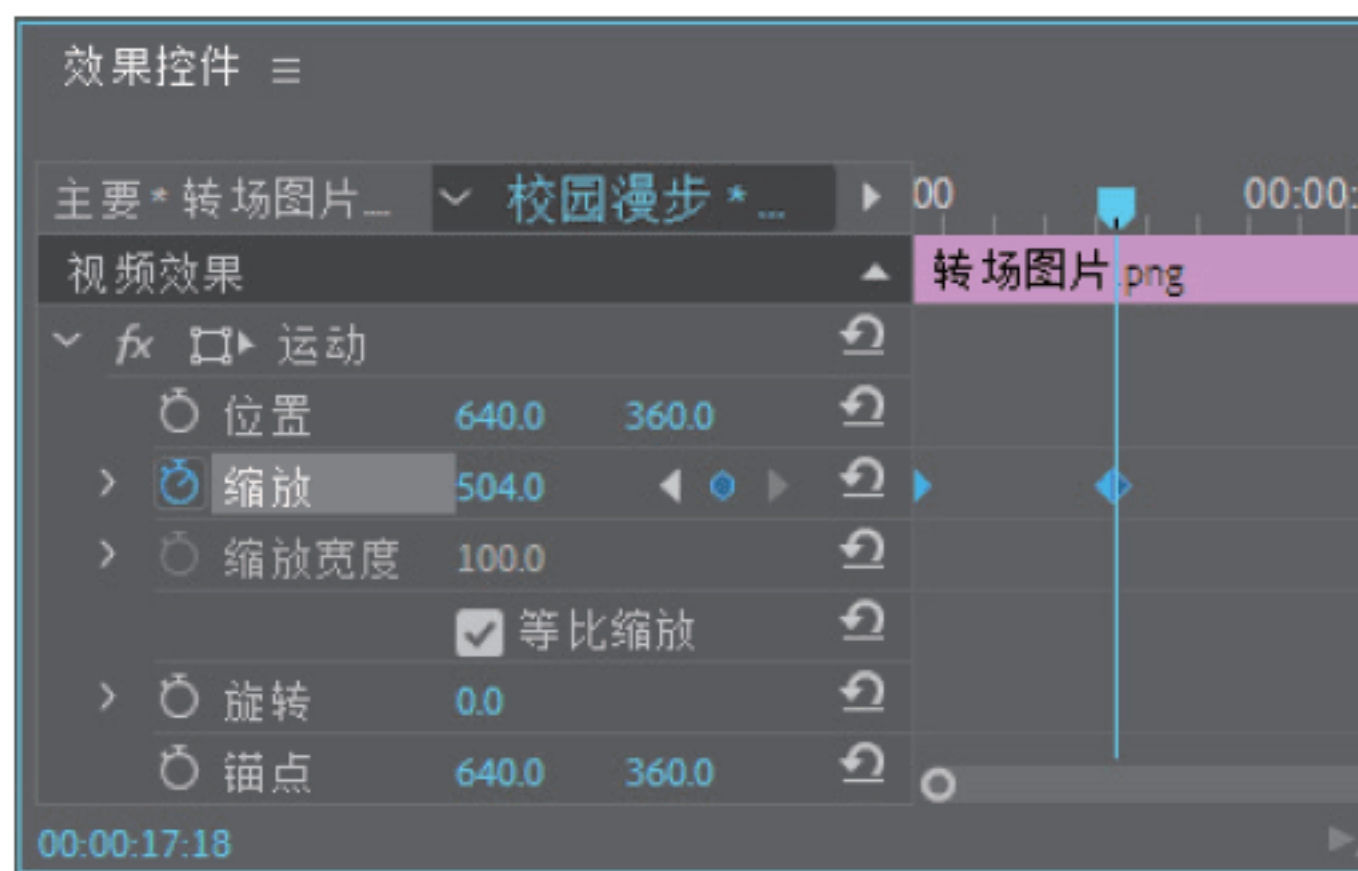 效果控件
主要*转场图片... 校园漫步*... 00 00:00:
视频效果 转场图片.png
fx 运动
位置 640.0 360.0
缩放 504.0
缩放宽度 100.0
等比缩放
旋转 0.0
锚点 640.0 360.0
00:00:17:18